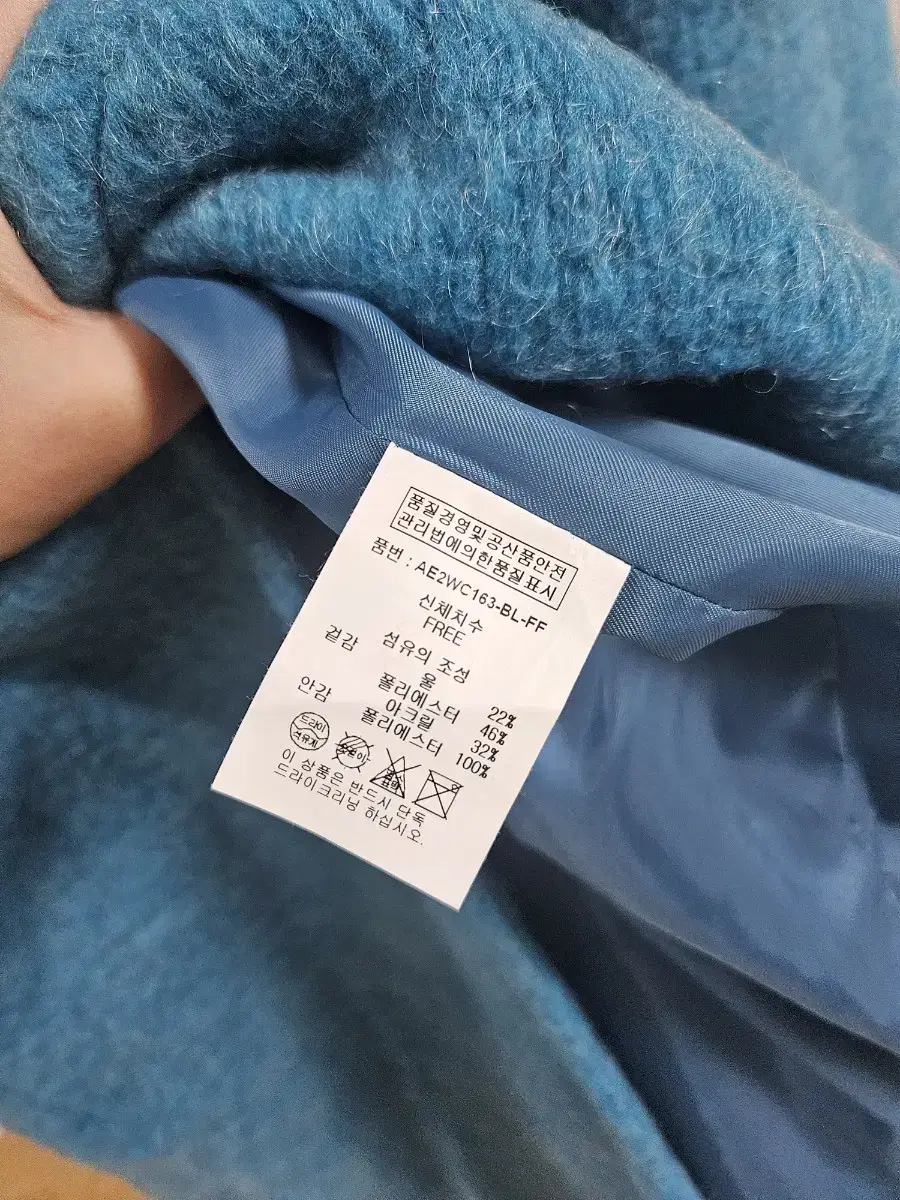 품질경영및공산품안전
관리법에의한품질표시
품번 : AE2WC163-BL-FF
신체치수
FREE
섬유의 조성
겉감 울 22%
폴리에스터 46%
아크릴 32%
안감 폴리에스터 100%
드라이
석유계
이 상품은 반드시 단독
드라이크리닝 하십시오.